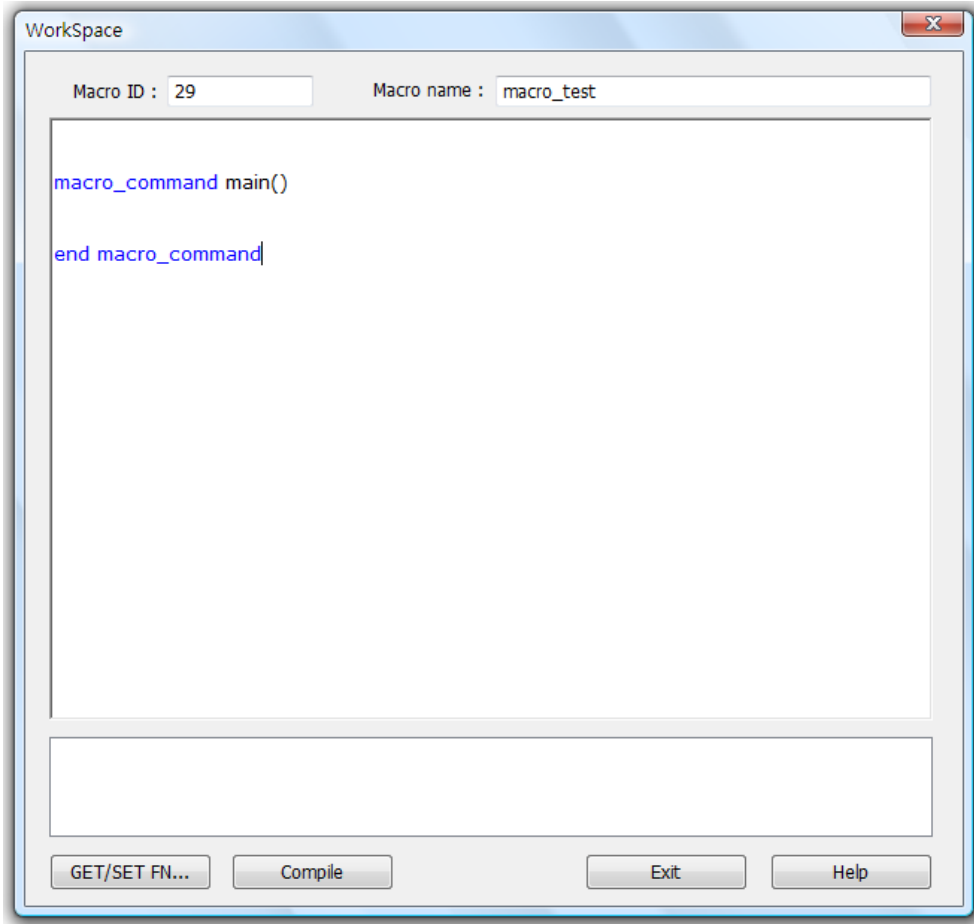 WorkSpace
Macro ID : 29 Macro name : macro_test
macro_command main()
end macro_command
GET/SET FN... Compile Exit Help